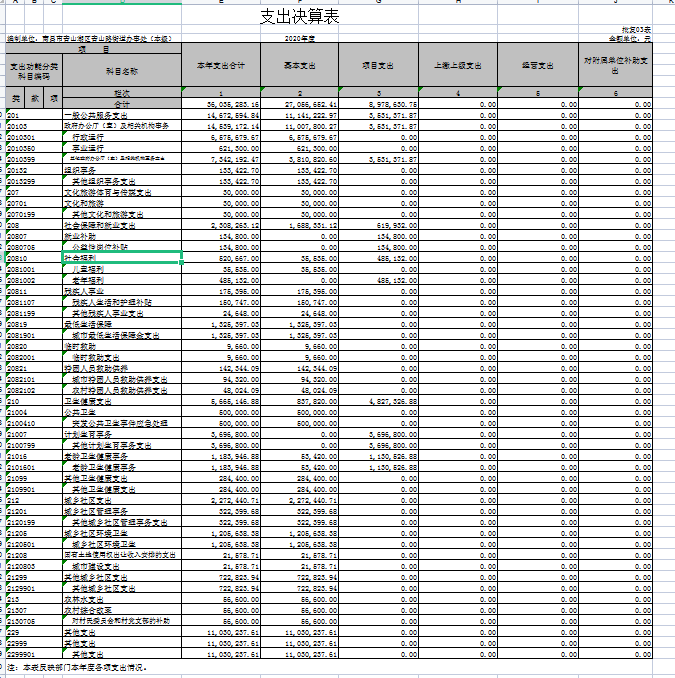 支出决算表
批复03表
编制单位：南昌市青山湖区青山路街道办事处（本级） 2020年度 金额单位：元
项 目 本年支出合计 基本支出 项目支出 上缴上级支出 经营支出 对附属单位补助支出
支出功能分类科目编码 科目名称
类 款 项 栏次 1 2 3 4 5 6
合计 36,035,283.16 27,056,652.41 8,978,630.75 0.00 0.00 0.00
201 一般公共服务支出 14,672,594.84 11,141,222.97 3,531,371.87 0.00 0.00 0.00
20103 政府办公厅（室）及相关机构事务 14,539,172.14 11,007,800.27 3,531,371.87 0.00 0.00 0.00
2010301 行政运行 6,575,679.67 6,575,679.67 0.00 0.00 0.00 0.00
2010350 事业运行 621,300.00 621,300.00 0.00 0.00 0.00 0.00
2010399 其他政府办公厅（室）及相关机构事务支出 7,342,192.47 3,810,820.60 3,531,371.87 0.00 0.00 0.00
20132 组织事务 133,422.70 133,422.70 0.00 0.00 0.00 0.00
2013299 其他组织事务支出 133,422.70 133,422.70 0.00 0.00 0.00 0.00
207 文化旅游体育与传媒支出 30,000.00 30,000.00 0.00 0.00 0.00 0.00
20701 文化和旅游 30,000.00 30,000.00 0.00 0.00 0.00 0.00
2070199 其他文化和旅游支出 30,000.00 30,000.00 0.00 0.00 0.00 0.00
208 社会保障和就业支出 2,308,263.12 1,688,331.12 619,932.00 0.00 0.00 0.00
20807 就业补助 134,800.00 0.00 134,800.00 0.00 0.00 0.00
2080705 公益性岗位补贴 134,800.00 0.00 134,800.00 0.00 0.00 0.00
20810 社会福利 520,667.00 35,535.00 485,132.00 0.00 0.00 0.00
2081001 儿童福利 35,535.00 35,535.00 0.00 0.00 0.00 0.00
2081002 老年福利 485,132.00 0.00 485,132.00 0.00 0.00 0.00
20811 残疾人事业 175,395.00 175,395.00 0.00 0.00 0.00 0.00
2081107 残疾人生活和护理补贴 150,747.00 150,747.00 0.00 0.00 0.00 0.00
2081199 其他残疾人事业支出 24,648.00 24,648.00 0.00 0.00 0.00 0.00
20819 最低生活保障 1,325,397.03 1,325,397.03 0.00 0.00 0.00 0.00
2081901 城市最低生活保障金支出 1,325,397.03 1,325,397.03 0.00 0.00 0.00 0.00
20820 临时救助 9,660.00 9,660.00 0.00 0.00 0.00 0.00
2082001 临时救助支出 9,660.00 9,660.00 0.00 0.00 0.00 0.00
20821 特困人员救助供养 142,344.09 142,344.09 0.00 0.00 0.00 0.00
2082101 城市特困人员救助供养支出 94,320.00 94,320.00 0.00 0.00 0.00 0.00
2082102 农村特困人员救助供养支出 48,024.09 48,024.09 0.00 0.00 0.00 0.00
210 卫生健康支出 5,665,146.88 837,820.00 4,827,326.88 0.00 0.00 0.00
21004 公共卫生 500,000.00 500,000.00 0.00 0.00 0.00 0.00
2100410 突发公共卫生事件应急处理 500,000.00 500,000.00 0.00 0.00 0.00 0.00
21007 计划生育事务 3,696,800.00 0.00 3,696,800.00 0.00 0.00 0.00
2100799 其他计划生育事务支出 3,696,800.00 0.00 3,696,800.00 0.00 0.00 0.00
21016 老龄卫生健康事务 1,183,946.88 53,420.00 1,130,526.88 0.00 0.00 0.00
2101601 老龄卫生健康事务 1,183,946.88 53,420.00 1,130,526.88 0.00 0.00 0.00
21099 其他卫生健康支出 284,400.00 284,400.00 0.00 0.00 0.00 0.00
2109901 其他卫生健康支出 284,400.00 284,400.00 0.00 0.00 0.00 0.00
212 城乡社区支出 2,272,440.71 2,272,440.71 0.00 0.00 0.00 0.00
21201 城乡社区管理事务 322,399.68 322,399.68 0.00 0.00 0.00 0.00
2120199 其他城乡社区管理事务支出 322,399.68 322,399.68 0.00 0.00 0.00 0.00
21205 城乡社区环境卫生 1,205,638.38 1,205,638.38 0.00 0.00 0.00 0.00
2120501 城乡社区环境卫生 1,205,638.38 1,205,638.38 0.00 0.00 0.00 0.00
21208 国有土地使用权出让收入安排的支出 21,578.71 21,578.71 0.00 0.00 0.00 0.00
2120803 城市建设支出 21,578.71 21,578.71 0.00 0.00 0.00 0.00
21299 其他城乡社区支出 722,823.94 722,823.94 0.00 0.00 0.00 0.00
2129901 其他城乡社区支出 722,823.94 722,823.94 0.00 0.00 0.00 0.00
213 农林水支出 56,600.00 56,600.00 0.00 0.00 0.00 0.00
21307 农村综合改革 56,600.00 56,600.00 0.00 0.00 0.00 0.00
2130705 对村民委员会和村党支部的补助 56,600.00 56,600.00 0.00 0.00 0.00 0.00
229 其他支出 11,030,237.61 11,030,237.61 0.00 0.00 0.00 0.00
22999 其他支出 11,030,237.61 11,030,237.61 0.00 0.00 0.00 0.00
2299901 其他支出 11,030,237.61 11,030,237.61 0.00 0.00 0.00 0.00
注：本表反映部门本年度各项支出情况。